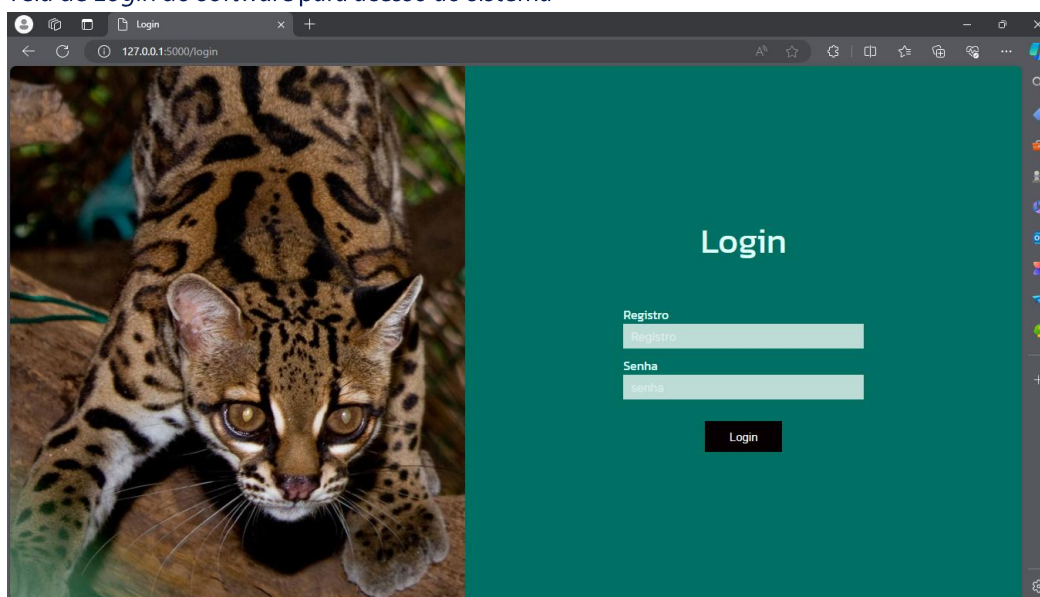 Tela de Login do software para acesso ao sistema
Login
127.0.0.1:5000/login
Login
Registro
Registro
Senha
senha
Login